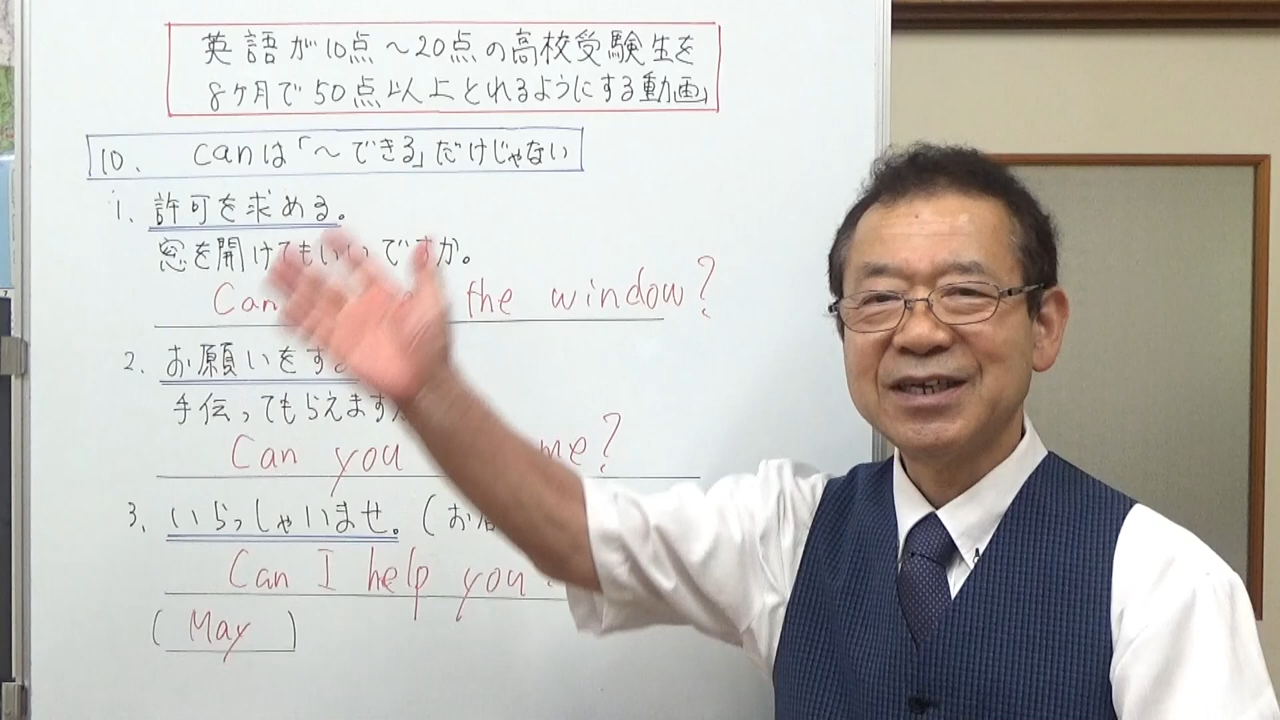 英語が10点~20点の高校受験生を
8ヶ月で50点以上とれるようにする動画」
10. canは「~できる」だけじゃない
1. 許可を求める。
窓を開けてもいいですか。
Can the window?
2. お願いをす
手伝ってもらえます
Can you me?
3. いらっしゃいませ。(お
Can I help you?
(May)